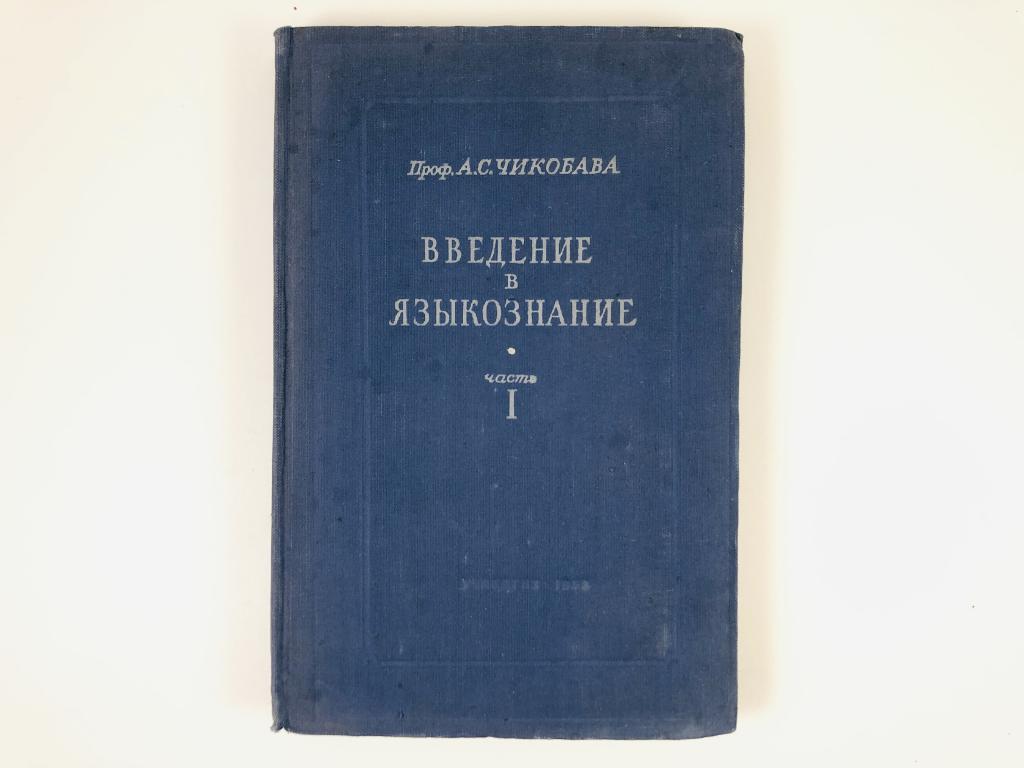 Проф. А.С. ЧИКОБАВА
ВВЕДЕНИЕ
В
ЯЗЫКОЗНАНИЕ
часть
I